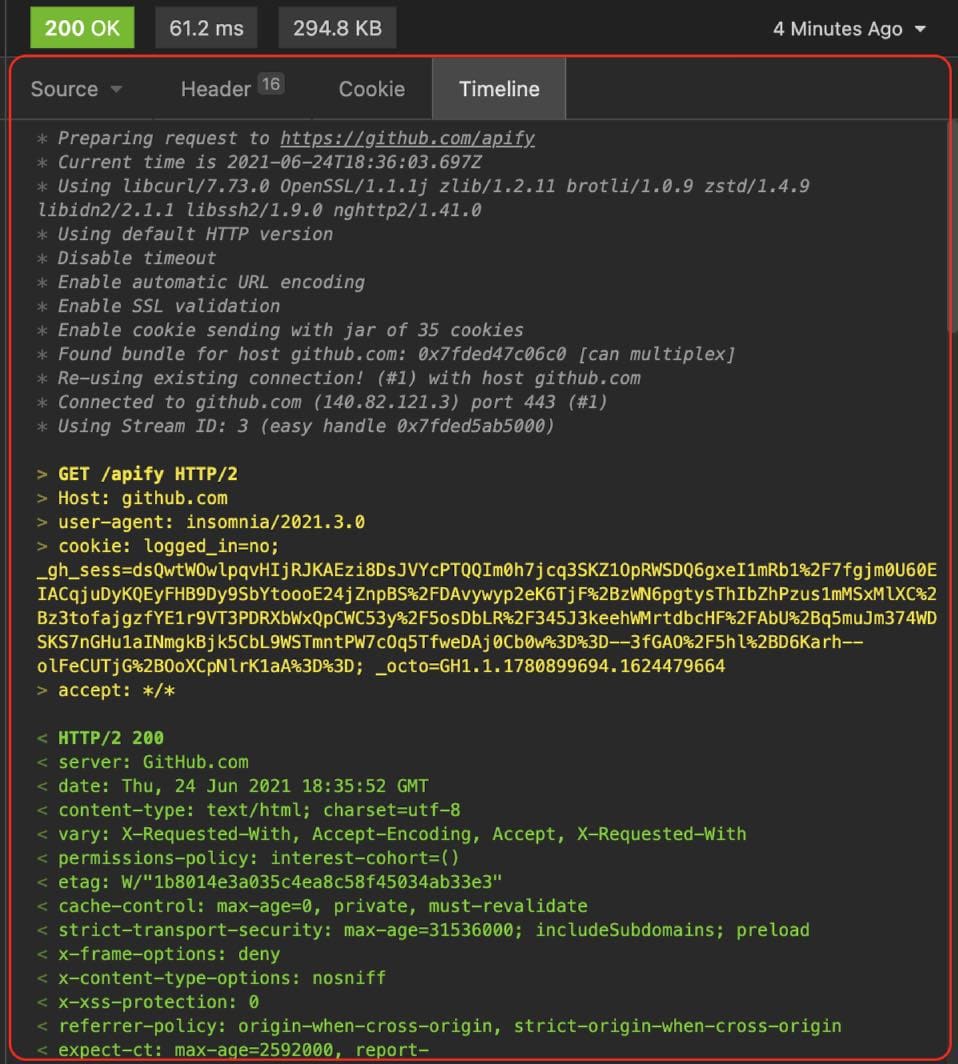 200 OK 61.2 ms 294.8 KB 4 Minutes Ago
Source Header 16 Cookie Timeline
* Preparing request to https://github.com/apify
* Current time is 2021-06-24T18:36:03.697Z
* Using libcurl/7.73.0 OpenSSL/1.1.1j zlib/1.2.11 brotli/1.0.9 zstd/1.4.9
libidn2/2.1.1 libssh2/1.9.0 nghttp2/1.41.0
* Using default HTTP version
* Disable timeout
* Enable automatic URL encoding
* Enable SSL validation
* Enable cookie sending with jar of 35 cookies
* Found bundle for host github.com: 0x7fded47c06c0 [can multiplex]
* Re-using existing connection! (#1) with host github.com
* Connected to github.com (140.82.121.3) port 443 (#1)
* Using Stream ID: 3 (easy handle 0x7fded5ab5000)
> GET /apify HTTP/2
> Host: github.com
> user-agent: insomnia/2021.3.0
> cookie: logged_in=no;
_gh_sess=dsQwtWOwlpqvHIjRJKAEzi8DsJVYcPTQQIm0h7jcq3SKZ1OpRWSDQ6gxeI1mRb1%2F7fgjm0U60E
IACqjuDyKQEyFHB9Dy9SbYtoooE24jZnpBS%2FDAvywyp2eK6TjF%2BzWN6pgtysThIbZhPzus1mMSxMlXC%2
Bz3tofajgzfYE1r9VT3PDRXbWxQpCWC53y%2F5osDbLR%2F345J3keehWMrtdbcHF%2FAbU%2Bq5muJm374WD
SKS7nGHu1aINmgkBjk5CbL9WSTmntPW7cOq5TfweDAj0Cb0w%3D%3D--3fGAO%2F5hl%2BD6Karh--
olFeCUTjG%2BOoXCpNlrK1aA%3D%3D; _octo=GH1.1.1780899694.1624479664
> accept: */*
< HTTP/2 200
< server: GitHub.com
< date: Thu, 24 Jun 2021 18:35:52 GMT
< content-type: text/html; charset=utf-8
< vary: X-Requested-With, Accept-Encoding, Accept, X-Requested-With
< permissions-policy: interest-cohort=()
< etag: W/"1b8014e3a035c4ea8c58f45034ab33e3"
< cache-control: max-age=0, private, must-revalidate
< strict-transport-security: max-age=31536000; includeSubdomains; preload
< x-frame-options: deny
< x-content-type-options: nosniff
< x-xss-protection: 0
< referrer-policy: origin-when-cross-origin, strict-origin-when-cross-origin
< expect-ct: max-age=2592000, report-